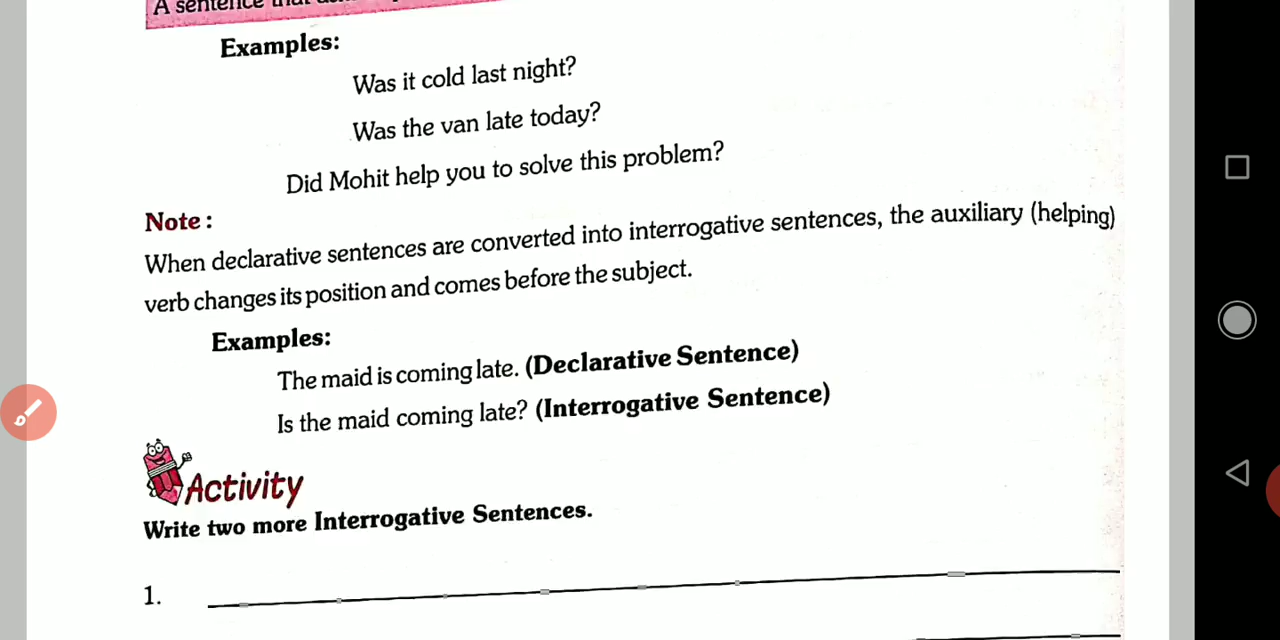 A sentence that
Examples:
Was it cold last night?
Was the van late today?
Did Mohit help you to solve this problem?
Note :
When declarative sentences are converted into interrogative sentences, the auxiliary (helping)
verb changes its position and comes before the subject.
Examples:
The maid is coming late. (Declarative Sentence)
Is the maid coming late? (Interrogative Sentence)
Activity
Write two more Interrogative Sentences.
1.